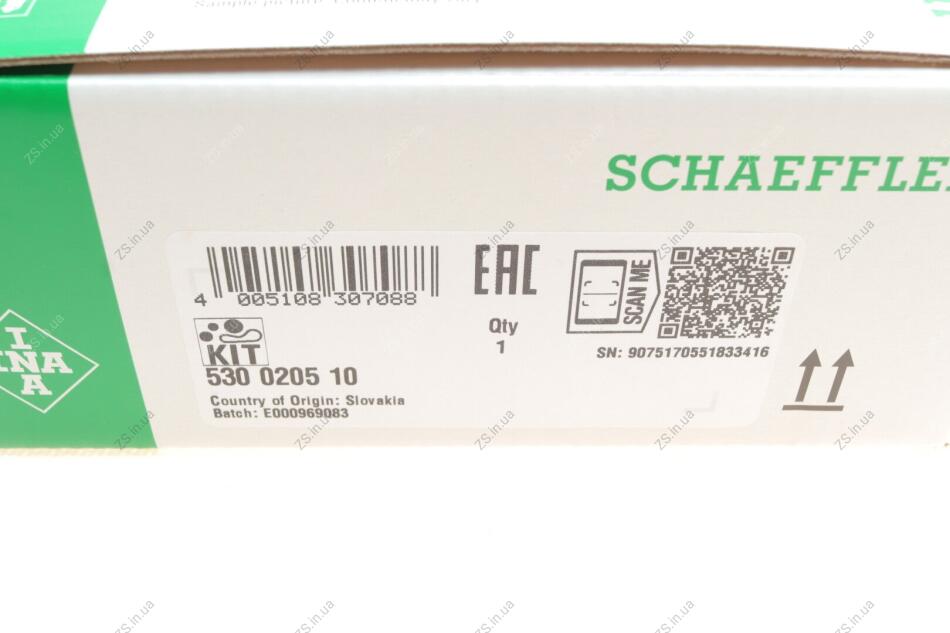 SCHAEFFLE
4 005108 307088
EAC
SCAN ME
KIT
Qty
1
SN: 9075170551833416
530 0205 10
Country of Origin: Slovakia
Batch: E000969083
I
INA
A
ZS.in.ua